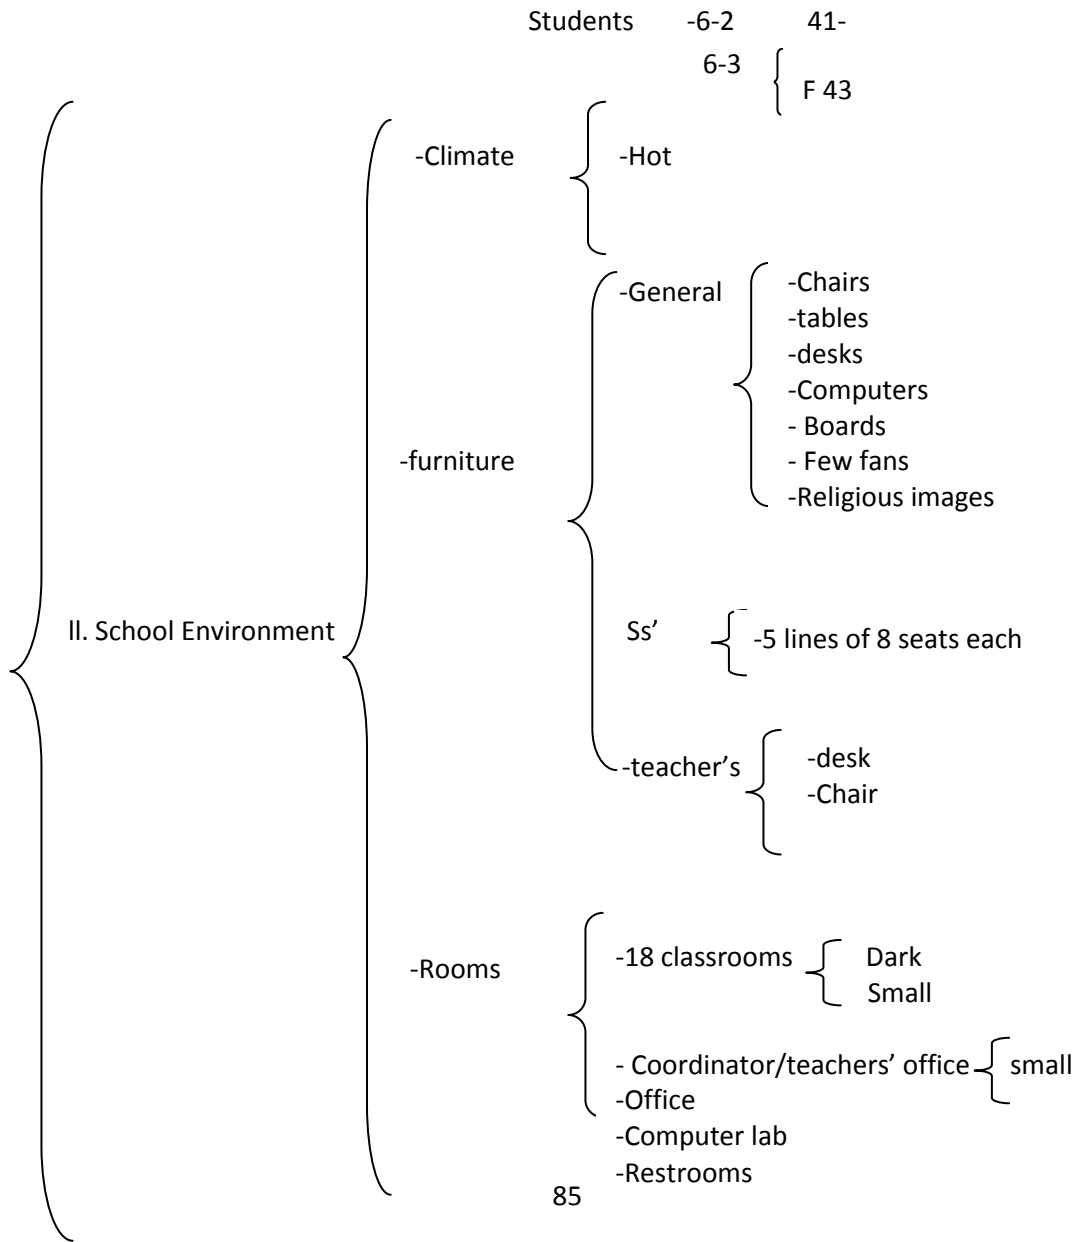 Students -6-2 41-
6-3 F 43
-Climate -Hot
-General -Chairs
-tables
-desks
-Computers
- Boards
-furniture - Few fans
-Religious images
ll. School Environment Ss’ -5 lines of 8 seats each
-teacher's -desk
-Chair
-Rooms -18 classrooms Dark
Small
- Coordinator/teachers’ office small
-Office
-Computer lab
-Restrooms
85